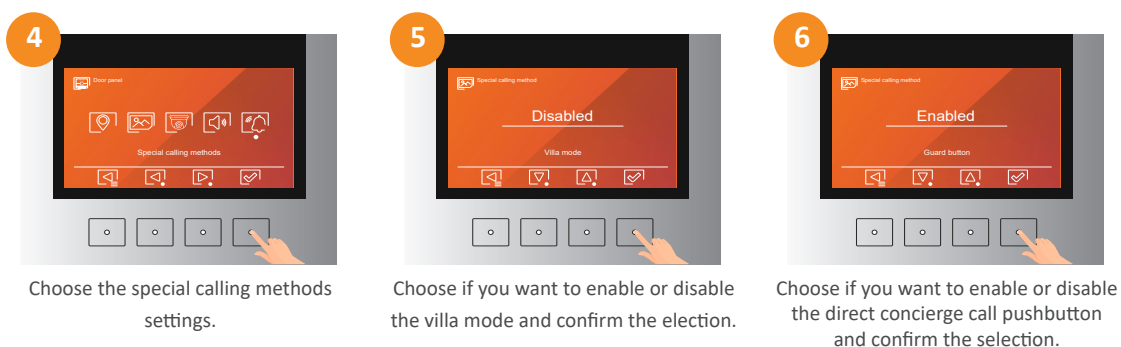 4
Door panel
Special calling methods
Choose the special calling methods
settings.
5
Special calling method
Disabled
Villa mode
Choose if you want to enable or disable
the villa mode and confirm the election.
6
Special calling method
Enabled
Guard button
Choose if you want to enable or disable
the direct concierge call pushbutton
and confirm the selection.